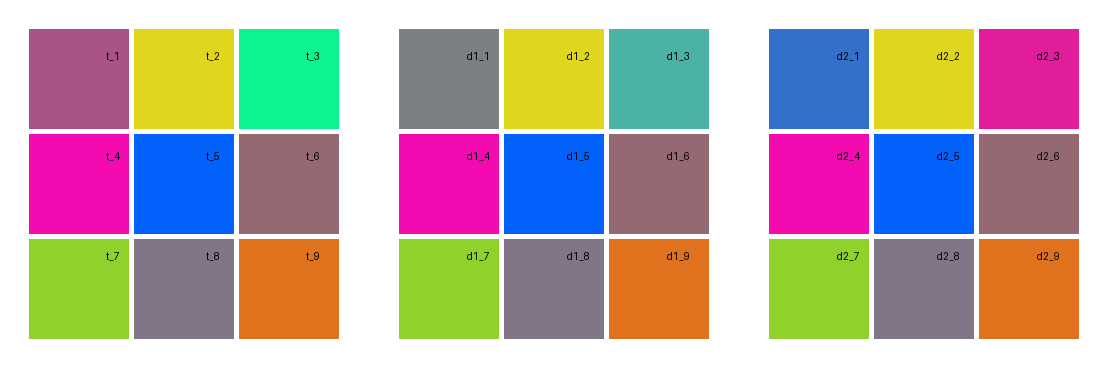 t_1 t_2 t_3 d1_1 d1_2 d1_3 d2_1 d2_2 d2_3
t_4 t_5 t_6 d1_4 d1_5 d1_6 d2_4 d2_5 d2_6
t_7 t_8 t_9 d1_7 d1_8 d1_9 d2_7 d2_8 d2_9